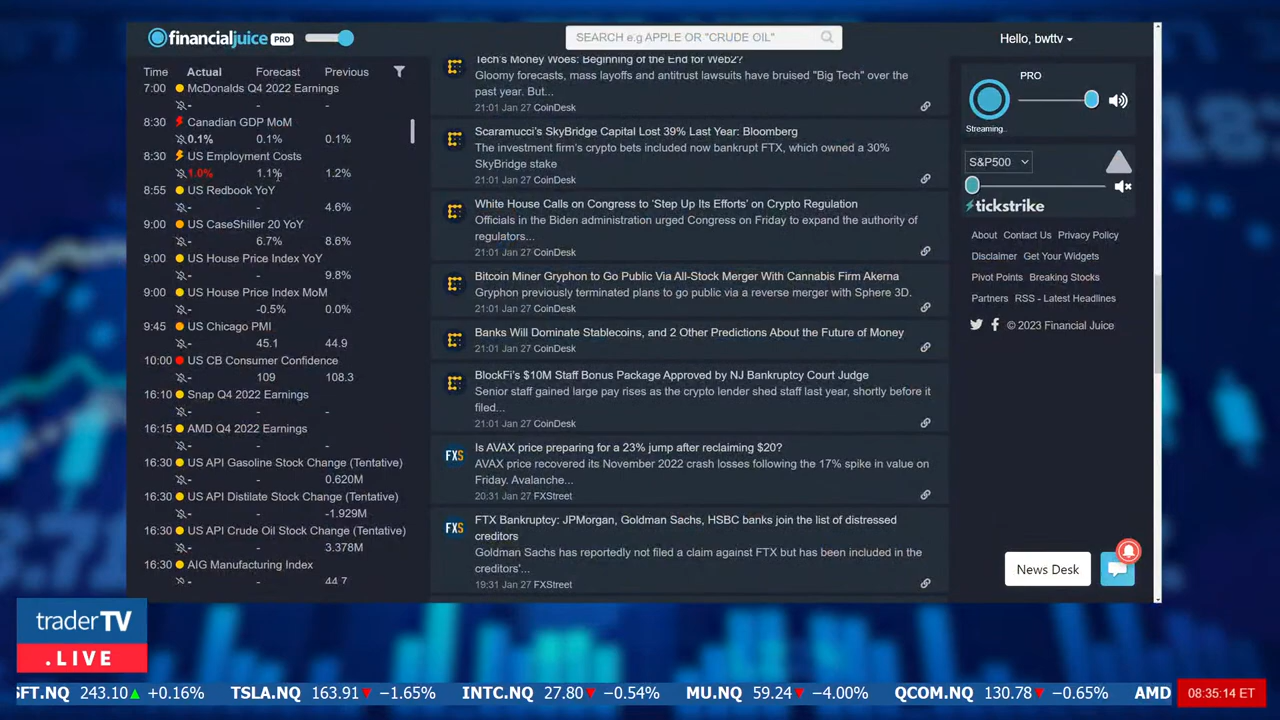 financialjuice PRO
SEARCH e.g APPLE OR "CRUDE OIL"
Hello, bwttv
Time Actual Forecast Previous
7:00 McDonalds Q4 2022 Earnings
- - -
8:30 Canadian GDP MoM
0.1% 0.1% 0.1%
8:30 US Employment Costs
1.0% 1.1% 1.2%
8:55 US Redbook YoY
- - 4.6%
9:00 US CaseShiller 20 YoY
- 6.7% 8.6%
9:00 US House Price Index YoY
- - 9.8%
9:00 US House Price Index MoM
- -0.5% 0.0%
9:45 US Chicago PMI
- 45.1 44.9
10:00 US CB Consumer Confidence
- 109 108.3
16:10 Snap Q4 2022 Earnings
- - -
16:15 AMD Q4 2022 Earnings
- - -
16:30 US API Gasoline Stock Change (Tentative)
- - 0.620M
16:30 US API Distilate Stock Change (Tentative)
- - -1.929M
16:30 US API Crude Oil Stock Change (Tentative)
- - 3.378M
16:30 AIG Manufacturing Index
- - 44.7
Tech's Money Woes: Beginning of the End for Web2?
Gloomy forecasts, mass layoffs and antitrust lawsuits have bruised "Big Tech" over the
past year. But...
21:01 Jan 27 CoinDesk
Scaramucci's SkyBridge Capital Lost 39% Last Year: Bloomberg
The investment firm's crypto bets included now bankrupt FTX, which owned a 30%
SkyBridge stake
21:01 Jan 27 CoinDesk
White House Calls on Congress to 'Step Up Its Efforts' on Crypto Regulation
Officials in the Biden administration urged Congress on Friday to expand the authority of
regulators...
21:01 Jan 27 CoinDesk
Bitcoin Miner Gryphon to Go Public Via All-Stock Merger With Cannabis Firm Akerna
Gryphon previously terminated plans to go public via a reverse merger with Sphere 3D.
21:01 Jan 27 CoinDesk
Banks Will Dominate Stablecoins, and 2 Other Predictions About the Future of Money
21:01 Jan 27 CoinDesk
BlockFi's $10M Staff Bonus Package Approved by NJ Bankruptcy Court Judge
Senior staff gained large pay rises as the crypto lender shed staff last year, shortly before it
filed...
21:01 Jan 27 CoinDesk
FXS
Is AVAX price preparing for a 23% jump after reclaiming $20?
AVAX price recovered its November 2022 crash losses following the 17% spike in value on
Friday. Avalanche...
20:31 Jan 27 FXStreet
FXS
FTX Bankruptcy: JPMorgan, Goldman Sachs, HSBC banks join the list of distressed
creditors
Goldman Sachs has reportedly not filed a claim against FTX but has been included in the
creditors'...
19:31 Jan 27 FXStreet
PRO
Streaming..
S&P500
tickstrike
About Contact Us Privacy Policy
Disclaimer Get Your Widgets
Pivot Points Breaking Stocks
Partners RSS - Latest Headlines
© 2023 Financial Juice
News Desk
traderTV
.LIVE
SFT.NQ 243.10 +0.16% TSLA.NQ 163.91 -1.65% INTC.NQ 27.80 -0.54% MU.NQ 59.24 -4.00% QCOM.NQ 130.78 -0.65% AMD
08:35:14 ET